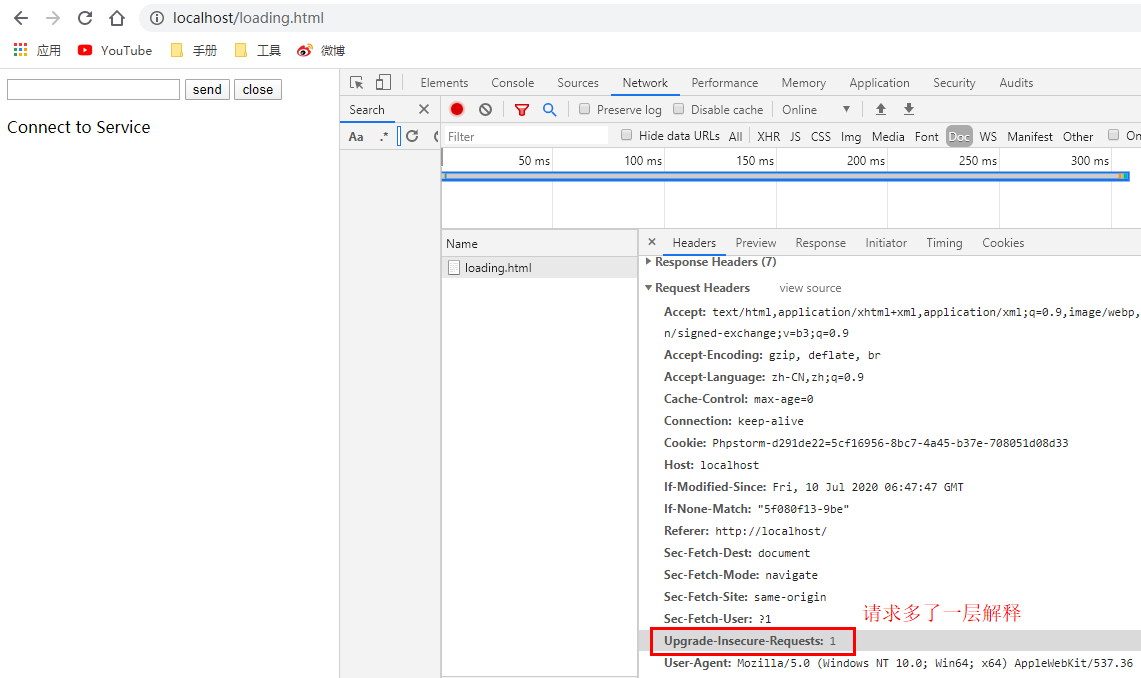 localhost/loading.html
应用 YouTube 手册 工具 微博
send close
Connect to Service
Elements Console Sources Network Performance Memory Application Security Audits
Search Preserve log Disable cache Online
Aa .* Filter Hide data URLs All XHR JS CSS Img Media Font Doc WS Manifest Other On
50 ms 100 ms 150 ms 200 ms 250 ms 300 ms
Name
loading.html
Headers Preview Response Initiator Timing Cookies
Response Headers (7)
Request Headers view source
Accept: text/html,application/xhtml+xml,application/xml;q=0.9,image/webp,
n/signed-exchange;v=b3;q=0.9
Accept-Encoding: gzip, deflate, br
Accept-Language: zh-CN,zh;q=0.9
Cache-Control: max-age=0
Connection: keep-alive
Cookie: Phpstorm-d291de22=5cf16956-8bc7-4a45-b37e-708051d08d33
Host: localhost
If-Modified-Since: Fri, 10 Jul 2020 06:47:47 GMT
If-None-Match: "5f080f13-9be"
Referer: http://localhost/
Sec-Fetch-Dest: document
Sec-Fetch-Mode: navigate
Sec-Fetch-Site: same-origin
Sec-Fetch-User: ?1
请求多了一层解释
Upgrade-Insecure-Requests: 1
User-Agent: Mozilla/5.0 (Windows NT 10.0; Win64; x64) AppleWebKit/537.36